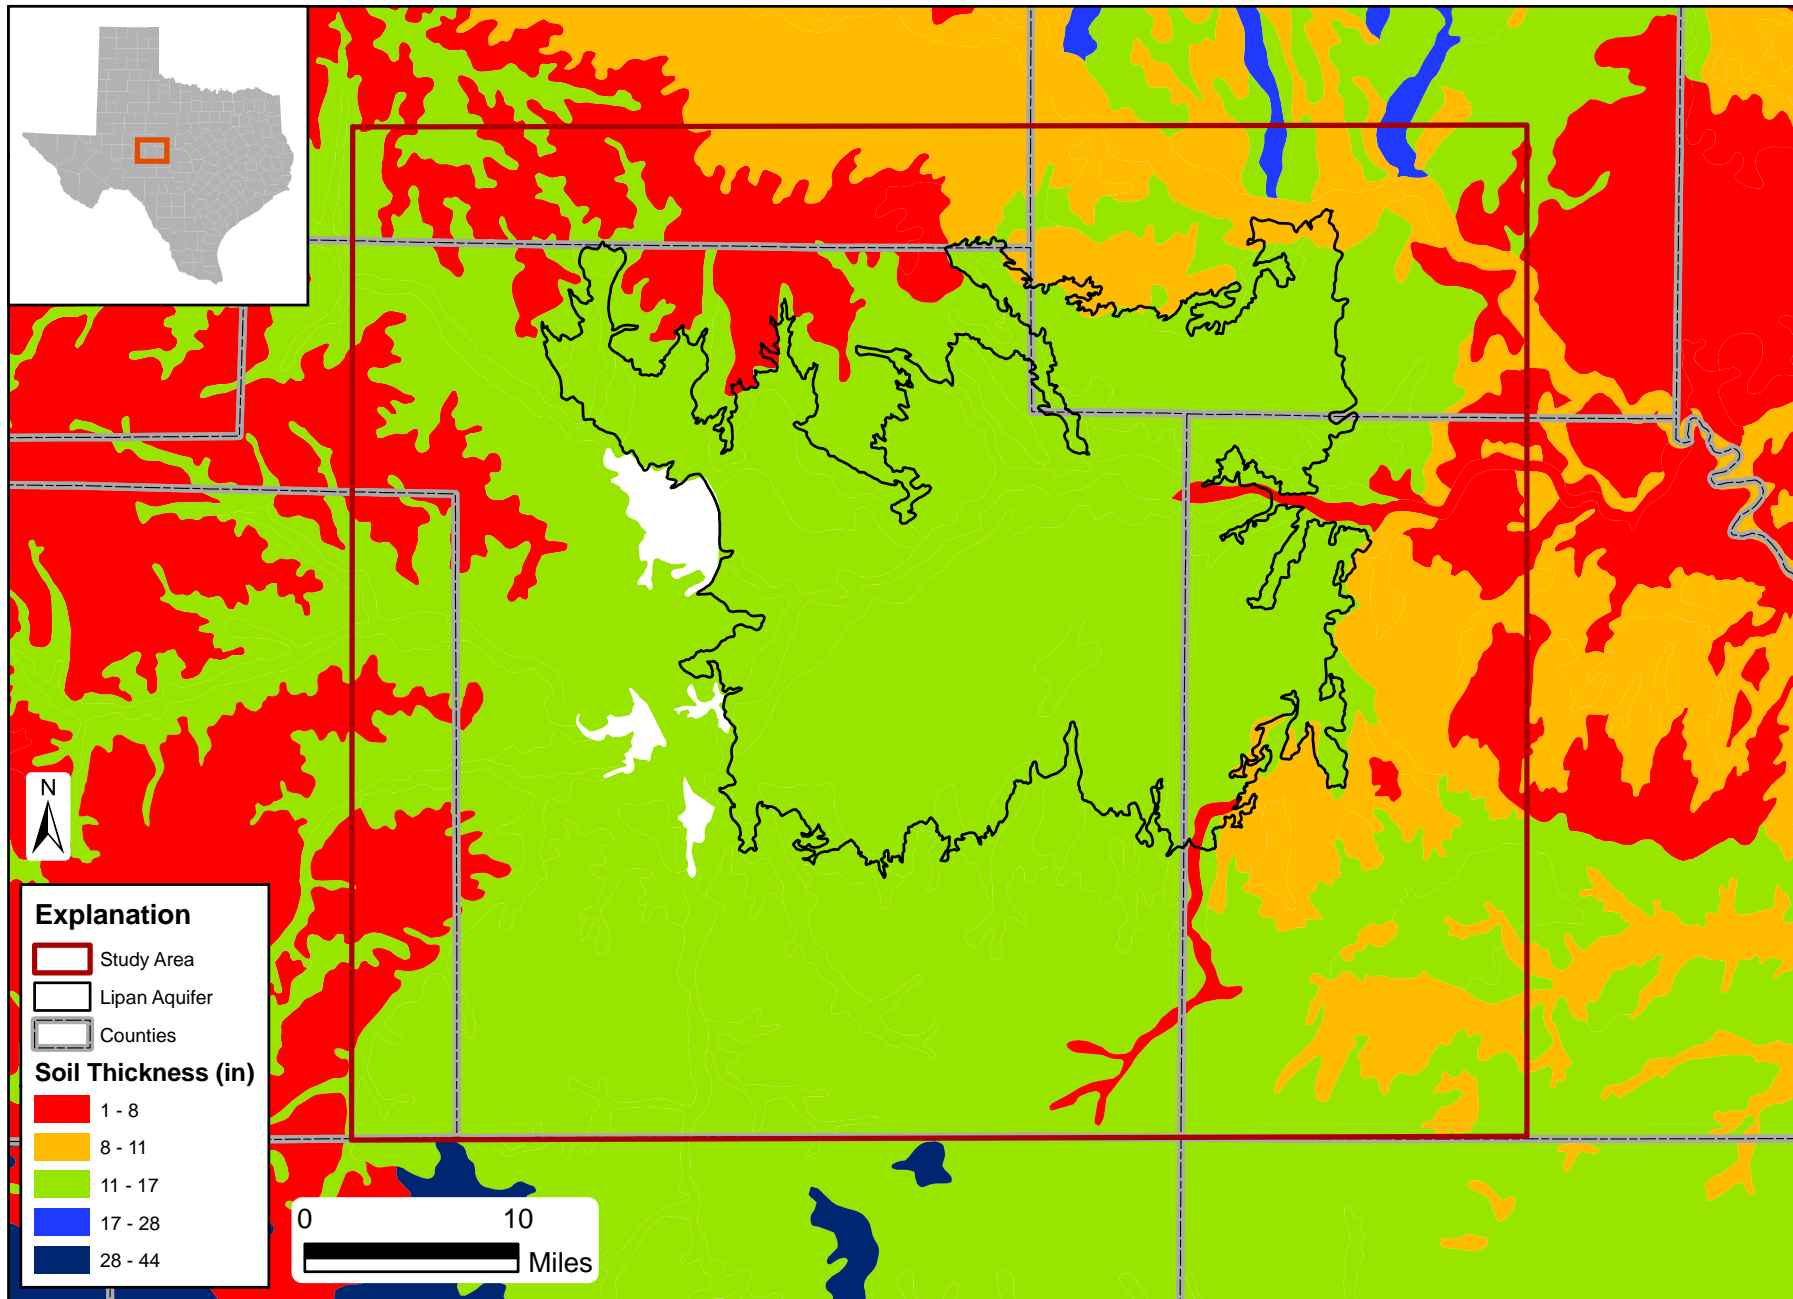 N
Explanation
Study Area
Lipan Aquifer
Counties
Soil Thickness (in)
1 - 8
8 - 11
11 - 17
17 - 28
28 - 44
0 10
Miles